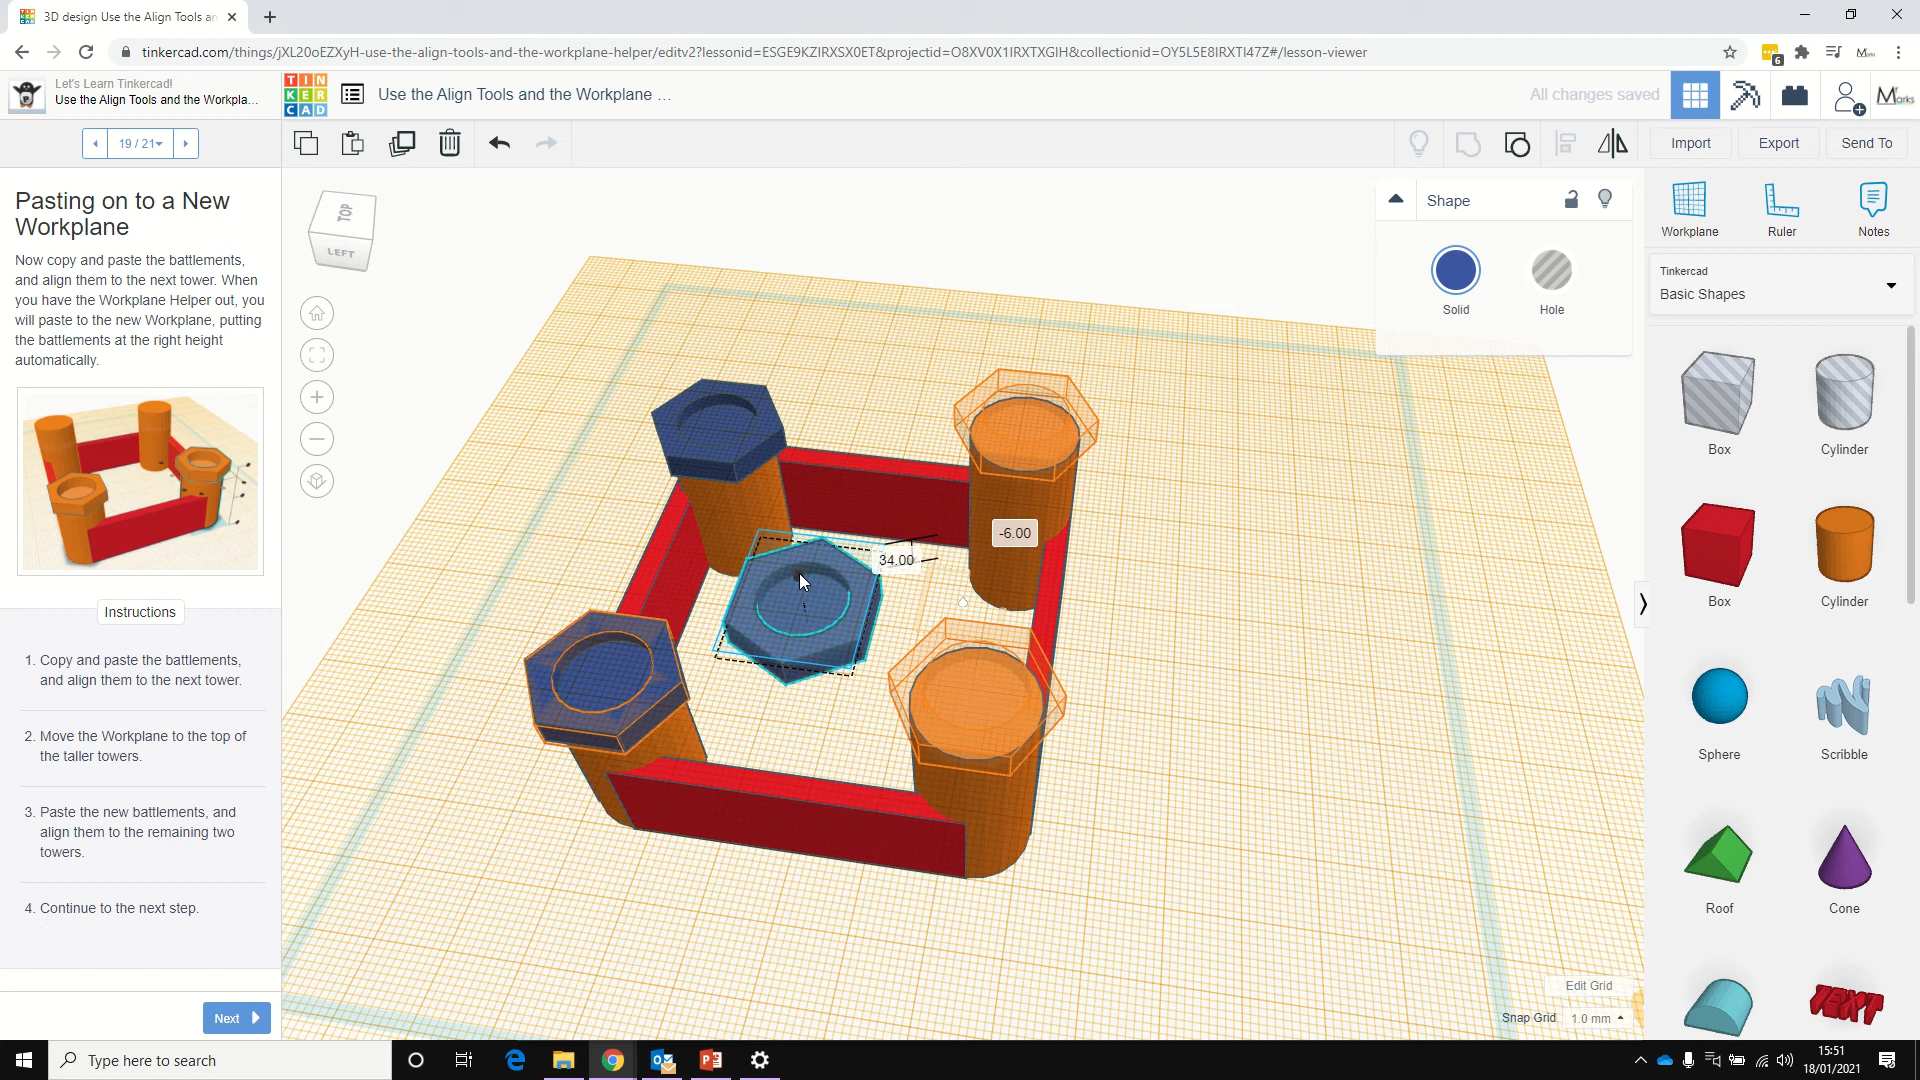 3D design Use the Align Tools an
tinkercad.com/things/jXL20oEZXyH-use-the-align-tools-and-the-workplane-helper/editv2?lessonid=ESGE9KZIRXSX0ET&projectid=O8XV0X1IRXTXGIH&collectionid=OY5L5E8IRXTI47Z#/lesson-viewer
6
Let's Learn Tinkercad!
Use the Align Tools and the Workpla...
TIN
KER
CAD
Use the Align Tools and the Workplane ...
All changes saved
Mr
Marks
19 / 21
Import
Export
Send To
Pasting on to a New
Workplane
Now copy and paste the battlements,
and align them to the next tower. When
you have the Workplane Helper out, you
will paste to the new Workplane, putting
the battlements at the right height
automatically.
Instructions
1. Copy and paste the battlements,
and align them to the next tower.
2. Move the Workplane to the top of
the taller towers.
3. Paste the new battlements, and
align them to the remaining two
towers.
4. Continue to the next step.
Next
TOP
LEFT
-6.00
34.00
Shape
Solid
Hole
Workplane
Ruler
Notes
Tinkercad
Basic Shapes
Box
Cylinder
Box
Cylinder
Sphere
Scribble
Roof
Cone
TEXT
Edit Grid
Snap Grid
1.0 mm
Type here to search
15:51
18/01/2021